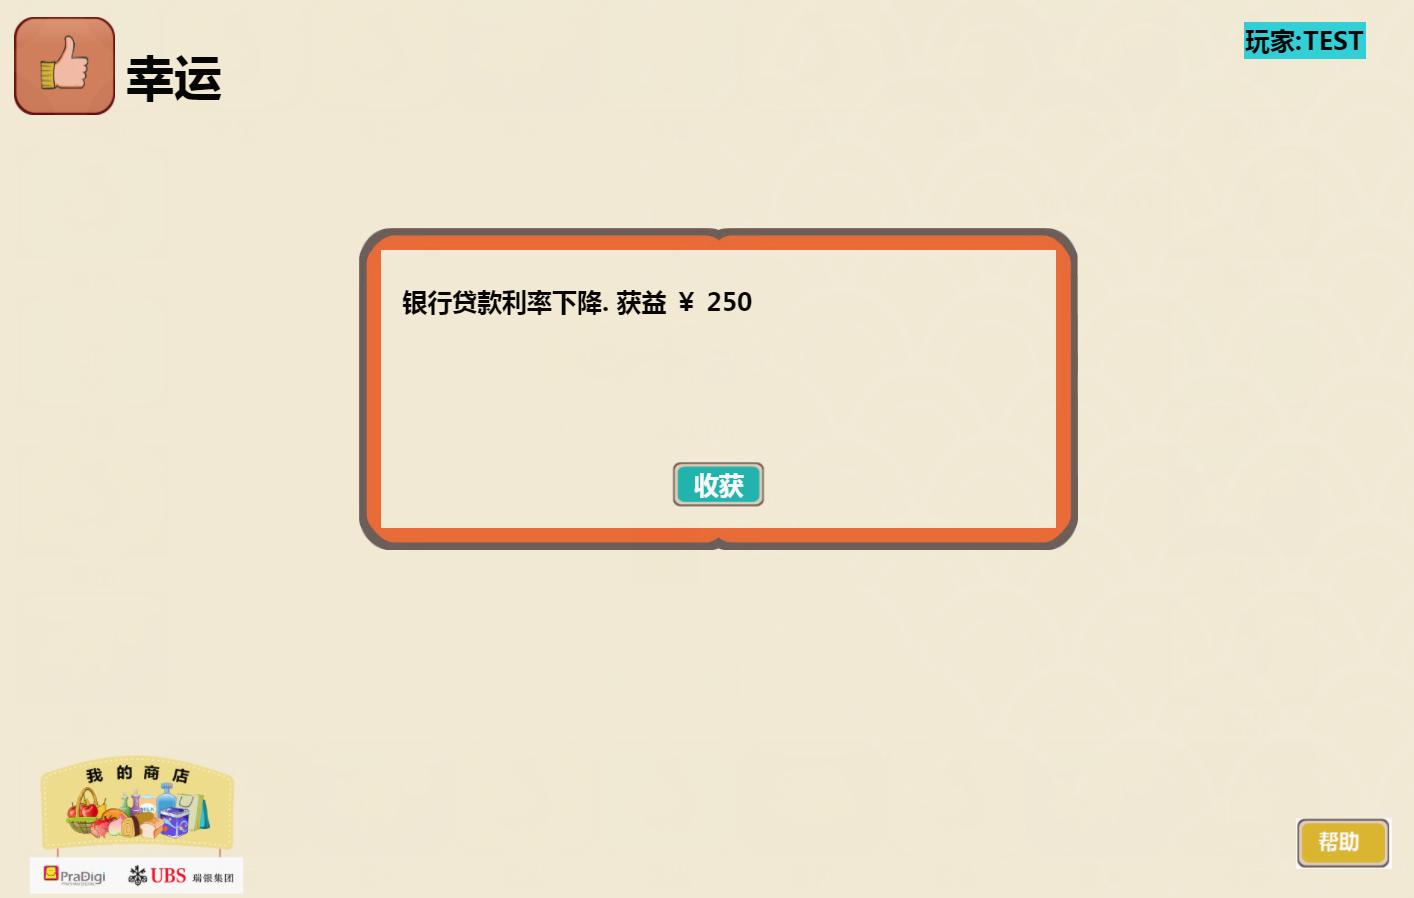 幸运
玩家:TEST
银行贷款利率下降. 获益 ¥ 250
收获
我的商店
MILK
PraDigi
UBS 瑞银集团
帮助